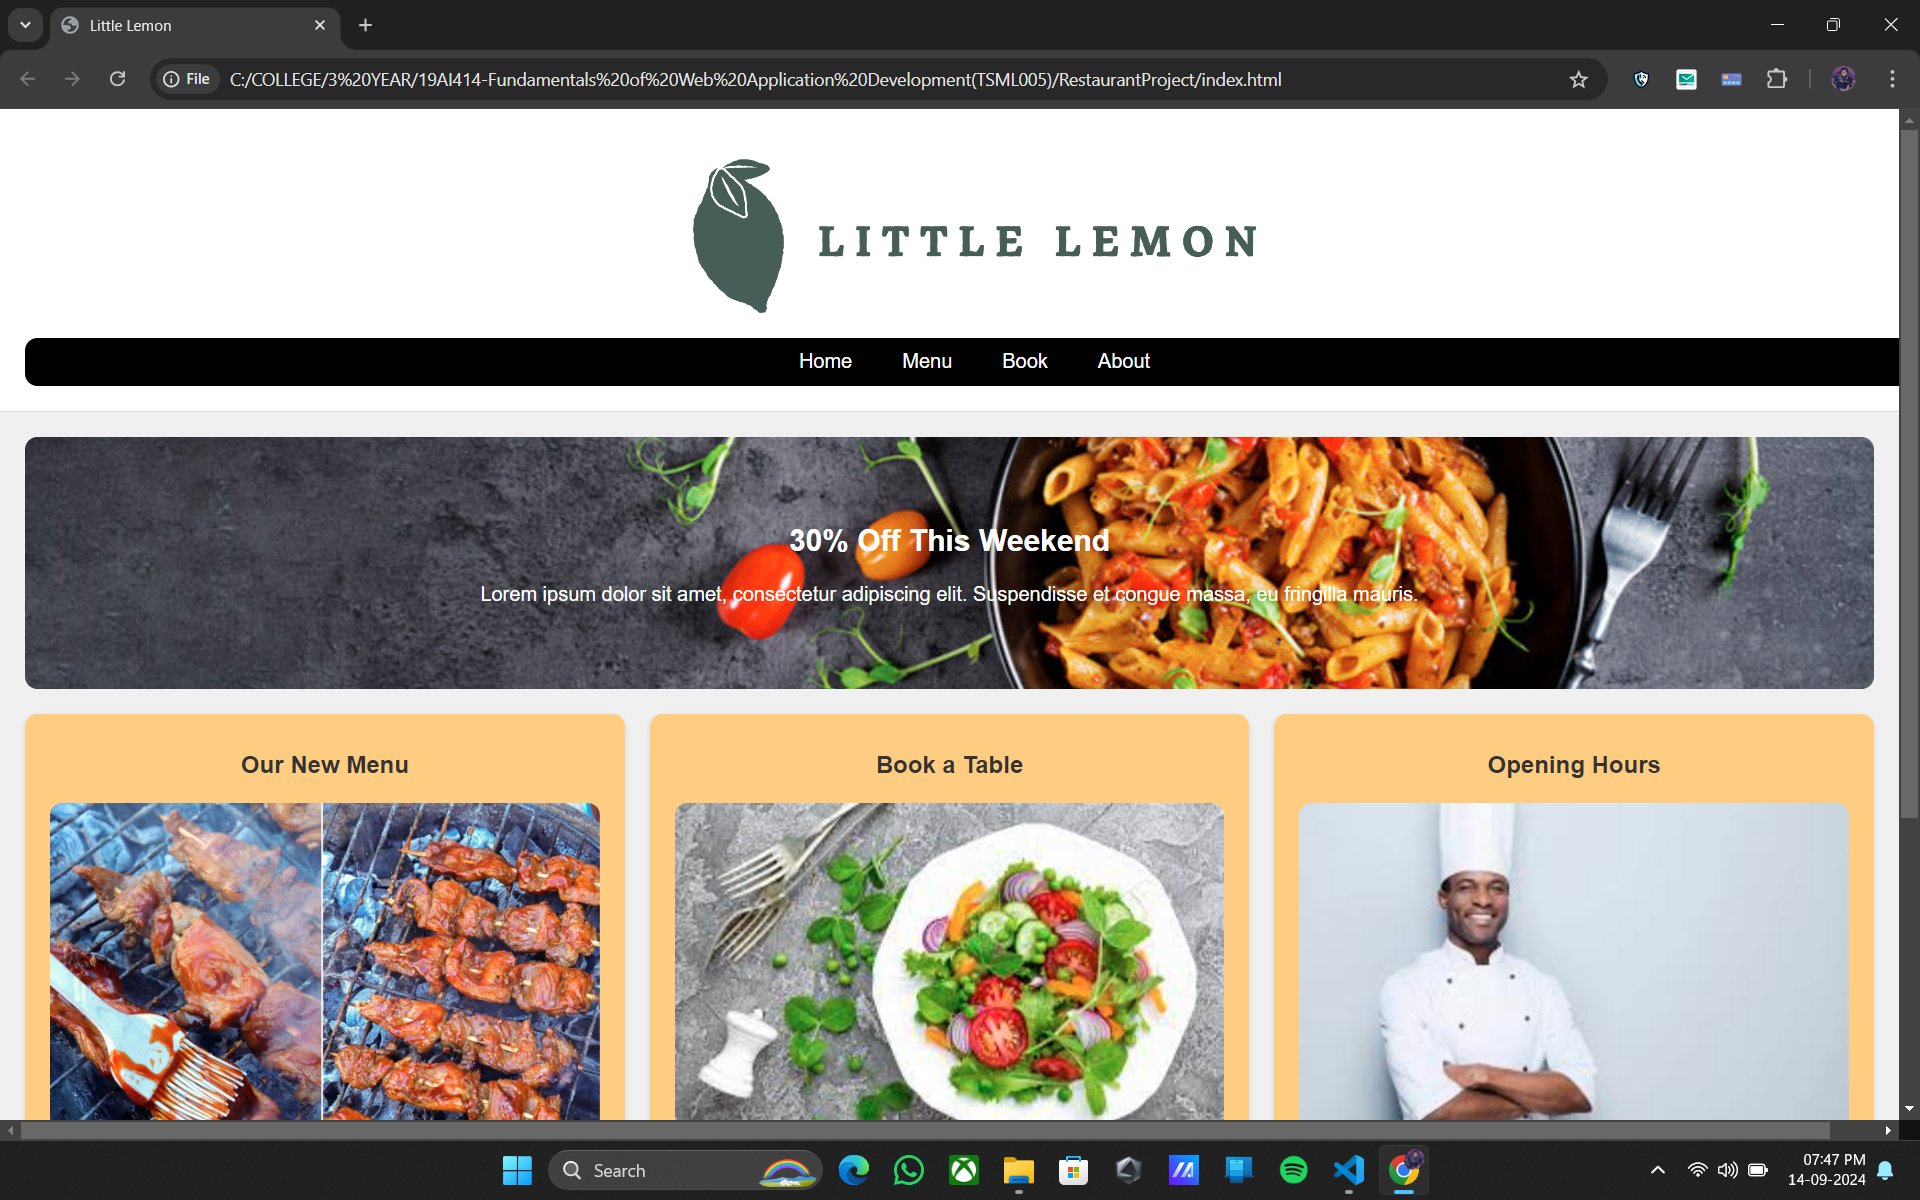 Little Lemon
File
C:/COLLEGE/3%20YEAR/19AI414-Fundamentals%20of%20Web%20Application%20Development(TSML005)/RestaurantProject/index.html
LITTLE LEMON
Home Menu Book About
30% Off This Weekend
Lorem ipsum dolor sit amet, consectetur adipiscing elit. Suspendisse et congue massa, eu fringilla mauris.
Our New Menu
Book a Table
Opening Hours
Search
07:47 PM
14-09-2024